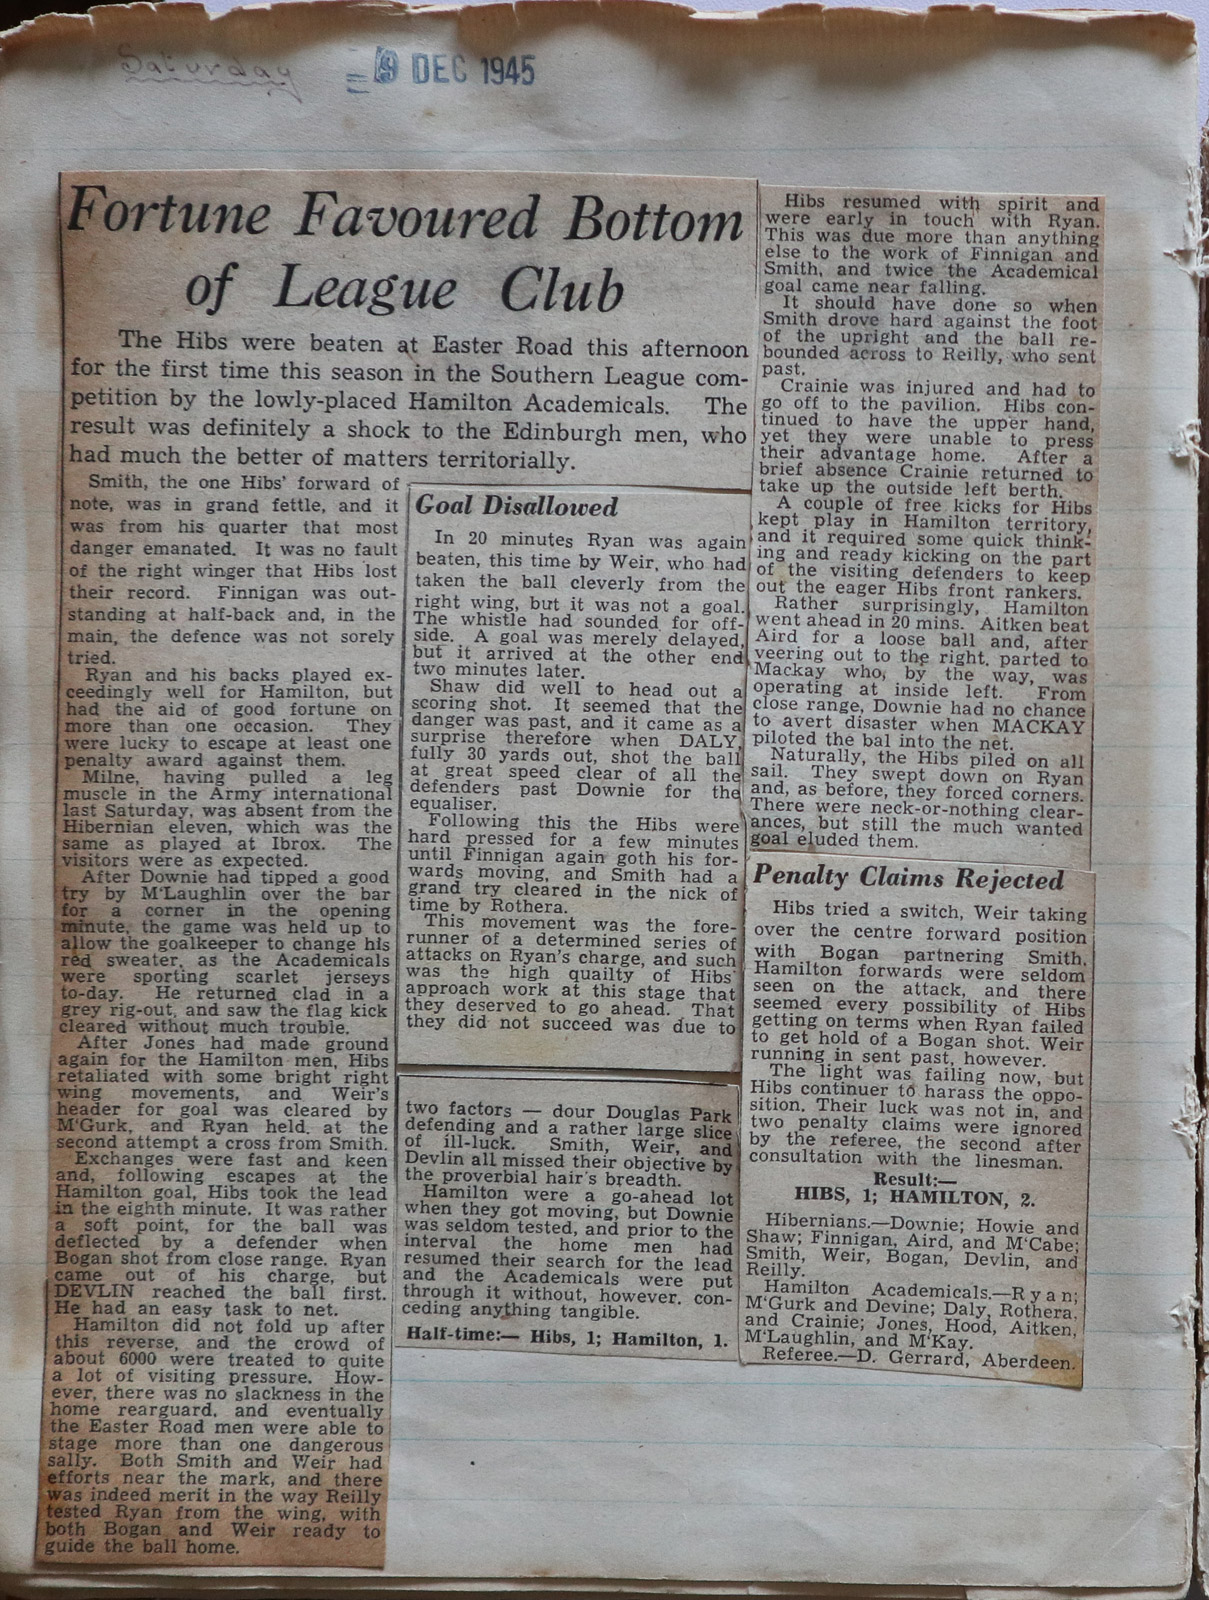 Saturday
DEC 1945
Fortune Favoured Bottom
of League Club
The Hibs were beaten at Easter Road this afternoon
for the first time this season in the Southern League com-
petition by the lowly-placed Hamilton Academicals. The
result was definitely a shock to the Edinburgh men, who
had much the better of matters territorially.
Smith, the one Hibs' forward of
note, was in grand fettle, and it
was from his quarter that most
danger emanated. It was no fault
of the right winger that Hibs lost
their record. Finnigan was out-
standing at half-back and, in the
main, the defence was not sorely
tried.
Ryan and his backs played ex-
ceedingly well for Hamilton, but
had the aid of good fortune on
more than one occasion. They
were lucky to escape at least one
penalty award against them.
Milne, having pulled a leg
muscle in the Army international
last Saturday, was absent from the
Hibernian eleven, which was the
same as played at Ibrox. The
visitors were as expected.
After Downie had tipped a good
try by M'Laughlin over the bar
for a corner in the opening
minute, the game was held up to
allow the goalkeeper to change his
red sweater, as the Academicals
were sporting scarlet jerseys
to-day. He returned clad in a
grey rig-out, and saw the flag kick
cleared without much trouble.
After Jones had made ground
again for the Hamilton men, Hibs
retaliated with some bright right
wing movements, and Weir's
header for goal was cleared by
M'Gurk, and Ryan held, at the
second attempt a cross from Smith.
Exchanges were fast and keen
and, following escapes at the
Hamilton goal, Hibs took the lead
in the eighth minute. It was rather
a soft point, for the ball was
deflected by a defender when
Bogan shot from close range. Ryan
came out of his charge, but
DEVLIN reached the ball first.
He had an easy task to net.
Hamilton did not fold up after
this reverse, and the crowd of
about 6000 were treated to quite
a lot of visiting pressure. How-
ever, there was no slackness in the
home rearguard, and eventually
the Easter Road men were able to
stage more than one dangerous
sally. Both Smith and Weir had
efforts near the mark, and there
was indeed merit in the way Reilly
tested Ryan from the wing, with
both Bogan and Weir ready to
guide the ball home.
Goal Disallowed
In 20 minutes Ryan was again
beaten, this time by Weir, who had
taken the ball cleverly from the
right wing, but it was not a goal.
The whistle had sounded for off-
side. A goal was merely delayed,
but it arrived at the other end
two minutes later.
Shaw did well to head out a
scoring shot. It seemed that the
danger was past, and it came as a
surprise therefore when DALY,
fully 30 yards out, shot the ball
at great speed clear of all the
defenders past Downie for the
equaliser.
Following this the Hibs were
hard pressed for a few minutes
until Finnigan again goth his for-
wards moving, and Smith had a
grand try cleared in the nick of
time by Rothera.
This movement was the fore-
runner of a determined series of
attacks on Ryan's charge, and such
was the high quailty of Hibs'
approach work at this stage that
they deserved to go ahead. That
they did not succeed was due to
two factors — dour Douglas Park
defending and a rather large slice
of ill-luck. Smith, Weir, and
Devlin all missed their objective by
the proverbial hair's breadth.
Hamilton were a go-ahead lot
when they got moving, but Downie
was seldom tested, and prior to the
interval the home men had
resumed their search for the lead
and the Academicals were put
through it without, however, con-
ceding anything tangible.
Half-time:— Hibs, 1; Hamilton, 1.
Hibs resumed with spirit and
were early in touch with Ryan.
This was due more than anything
else to the work of Finnigan and
Smith, and twice the Academical
goal came near falling.
It should have done so when
Smith drove hard against the foot
of the upright and the ball re-
bounded across to Reilly, who sent
past.
Crainie was injured and had to
go off to the pavilion. Hibs con-
tinued to have the upper hand,
yet they were unable to press
their advantage home. After a
brief absence Crainie returned to
take up the outside left berth.
A couple of free kicks for Hibs
kept play in Hamilton territory,
and it required some quick think-
ing and ready kicking on the part
of the visiting defenders to keep
out the eager Hibs front rankers.
Rather surprisingly, Hamilton
went ahead in 20 mins. Aitken beat
Aird for a loose ball and, after
veering out to the right, parted to
Mackay who, by the way, was
operating at inside left. From
close range, Downie had no chance
to avert disaster when MACKAY
piloted the bal into the net.
Naturally, the Hibs piled on all
sail. They swept down on Ryan
and, as before, they forced corners.
There were neck-or-nothing clear-
ances, but still the much wanted
goal eluded them.
Penalty Claims Rejected
Hibs tried a switch, Weir taking
over the centre forward position
with Bogan partnering Smith.
Hamilton forwards were seldom
seen on the attack, and there
seemed every possibility of Hibs
getting on terms when Ryan failed
to get hold of a Bogan shot. Weir
running in sent past, however.
The light was failing now, but
Hibs continuer to harass the oppo-
sition. Their luck was not in, and
two penalty claims were ignored
by the referee, the second after
consultation with the linesman.
Result:—
HIBS, 1; HAMILTON, 2.
Hibernians.—Downie; Howie and
Shaw; Finnigan, Aird, and M'Cabe;
Smith, Weir, Bogan, Devlin, and
Reilly.
Hamilton Academicals.—Ryan;
M'Gurk and Devine; Daly, Rothera,
and Crainie; Jones, Hood, Aitken,
M'Laughlin, and M'Kay.
Referee.—D. Gerrard, Aberdeen.